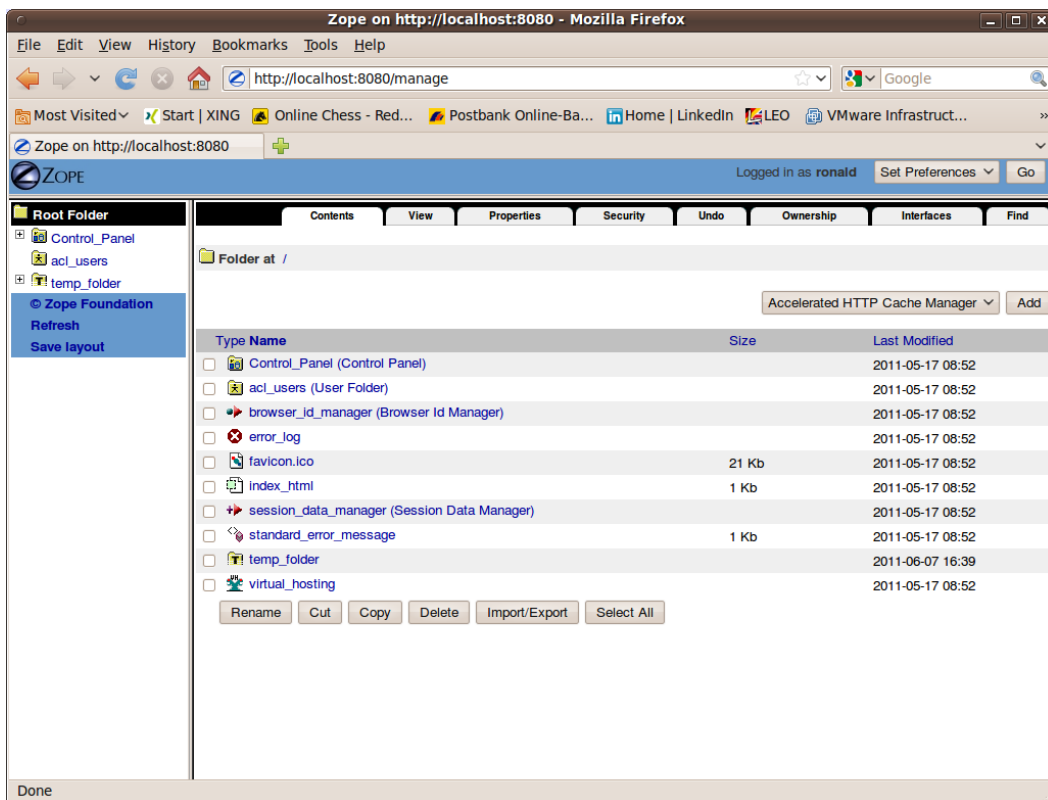 Zope on http://localhost:8080 - Mozilla Firefox
File Edit View History Bookmarks Tools Help
http://localhost:8080/manage Google
Most Visited Start | XING Online Chess - Red... Postbank Online-Ba... Home | LinkedIn LEO VMware Infrastruct... »
Zope on http://localhost:8080
ZOPE Logged in as ronald Set Preferences Go
Root Folder
Control_Panel
acl_users
temp_folder
© Zope Foundation
Refresh
Save layout
Contents View Properties Security Undo Ownership Interfaces Find
Folder at /
Accelerated HTTP Cache Manager Add
Type Name Size Last Modified
Control_Panel (Control Panel) 2011-05-17 08:52
acl_users (User Folder) 2011-05-17 08:52
browser_id_manager (Browser Id Manager) 2011-05-17 08:52
error_log 2011-05-17 08:52
favicon.ico 21 Kb 2011-05-17 08:52
index_html 1 Kb 2011-05-17 08:52
session_data_manager (Session Data Manager) 2011-05-17 08:52
standard_error_message 1 Kb 2011-05-17 08:52
temp_folder 2011-06-07 16:39
virtual_hosting 2011-05-17 08:52
Rename Cut Copy Delete Import/Export Select All
Done